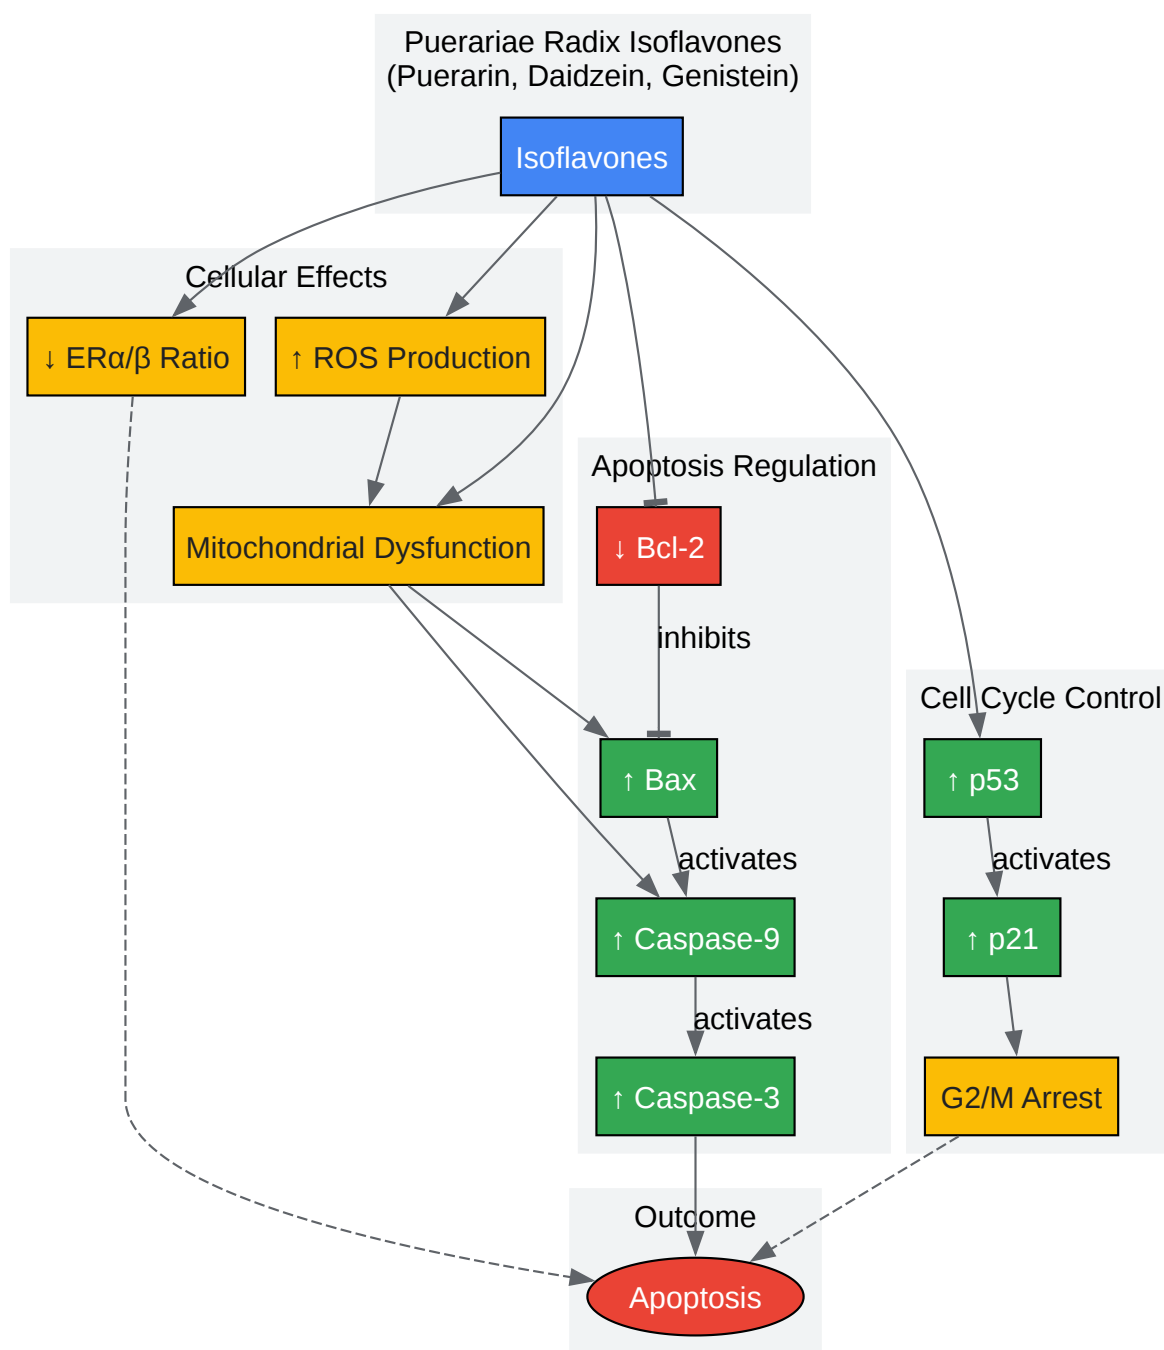 Puerariae Radix Isoflavones
(Puerarin, Daidzein, Genistein)
Isoflavones
Cellular Effects
↓ ERα/β Ratio
↑ ROS Production
Mitochondrial Dysfunction
Apoptosis Regulation
↓ Bcl-2
inhibits
↑ Bax
activates
↑ Caspase-9
activates
↑ Caspase-3
Cell Cycle Control
↑ p53
activates
↑ p21
G2/M Arrest
Outcome
Apoptosis